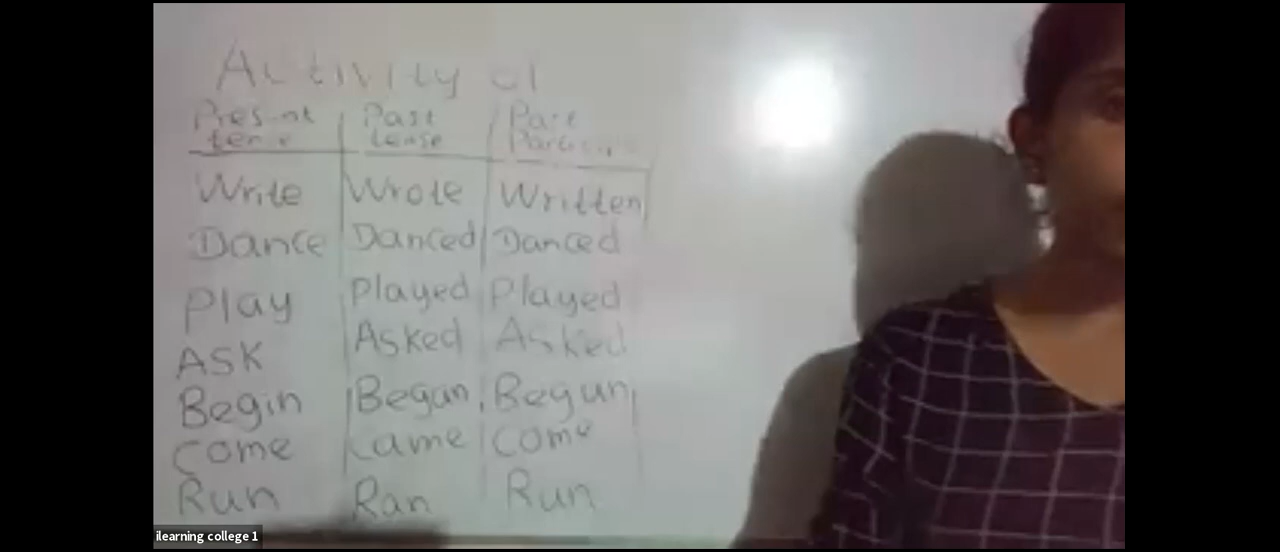 Activity 01
Present Past Past
tense tense Participle
Write Wrote Written
Dance Danced Danced
Play Played Played
ASK Asked Asked
Begin Began Begun
Come Came Come
Run Ran Run
ilearning college 1